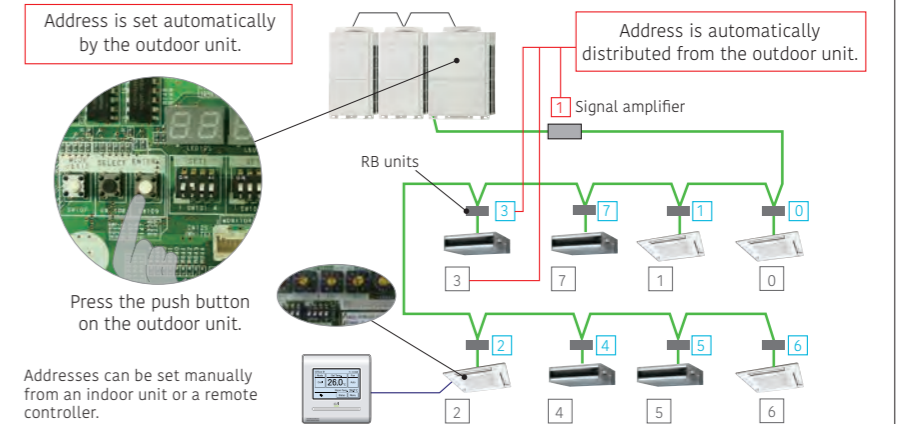 Address is set automatically
by the outdoor unit.
Address is automatically
distributed from the outdoor unit.
1 Signal amplifier
RB units
3
7
1
0
3
7
1
0
SELECT
ENTER
Press the push button
on the outdoor unit.
2
4
5
6
26.0
Addresses can be set manually
from an indoor unit or a remote
controller.
2
4
5
6